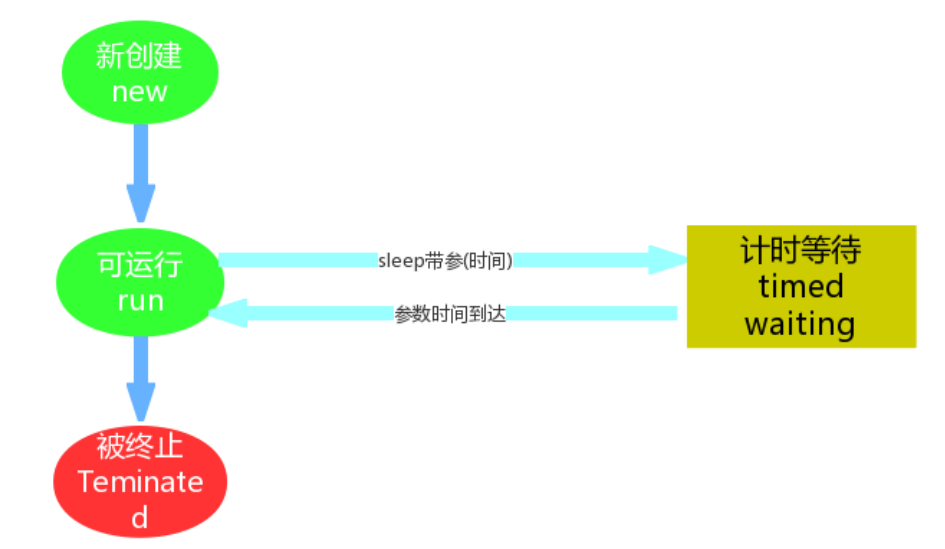 新创建
new
可运行
run
sleep带参(时间)
参数时间到达
计时等待
timed
waiting
被终止
Teminate
d